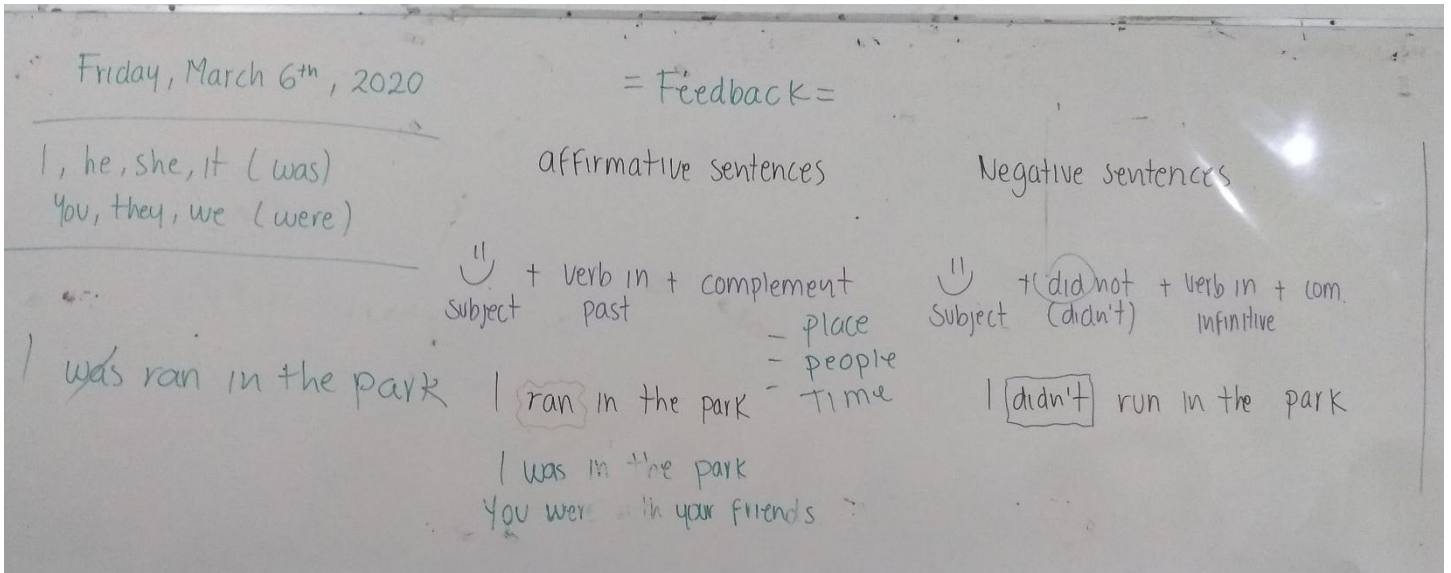 Friday, March 6th, 2020
= Feedback =
I, he, she, it (was)
You, they, we (were)
I was ran in the park
affirmative sentences
+ verb in + complement
subject past
- place
- people
- Time
I ran in the park
I was in the park
You in your friends
Negative sentences
+ (did not + verb in + com.
subject (didn't) infinitive
I didn't run in the park